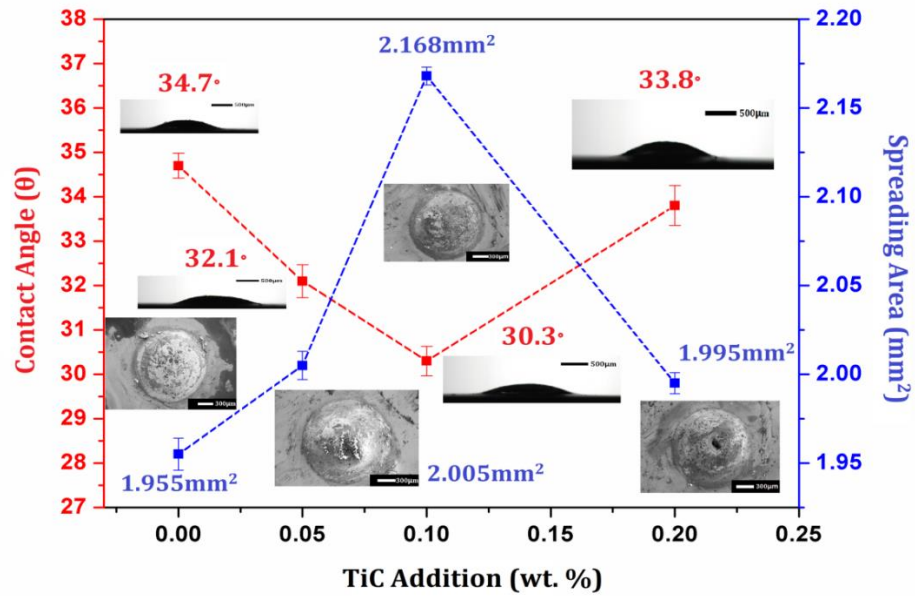 38
37
36
35
34
33
32
31
30
29
28
27
Contact Angle (θ)
2.20
2.15
2.10
2.05
2.00
1.95
Spreading Area (mm²)
34.7°
500μm
2.168mm²
33.8°
500μm
32.1°
500μm
300μm
300μm
30.3°
500μm
1.995mm²
1.955mm²
300μm
2.005mm²
300μm
0.00 0.05 0.10 0.15 0.20 0.25
TiC Addition (wt. %)